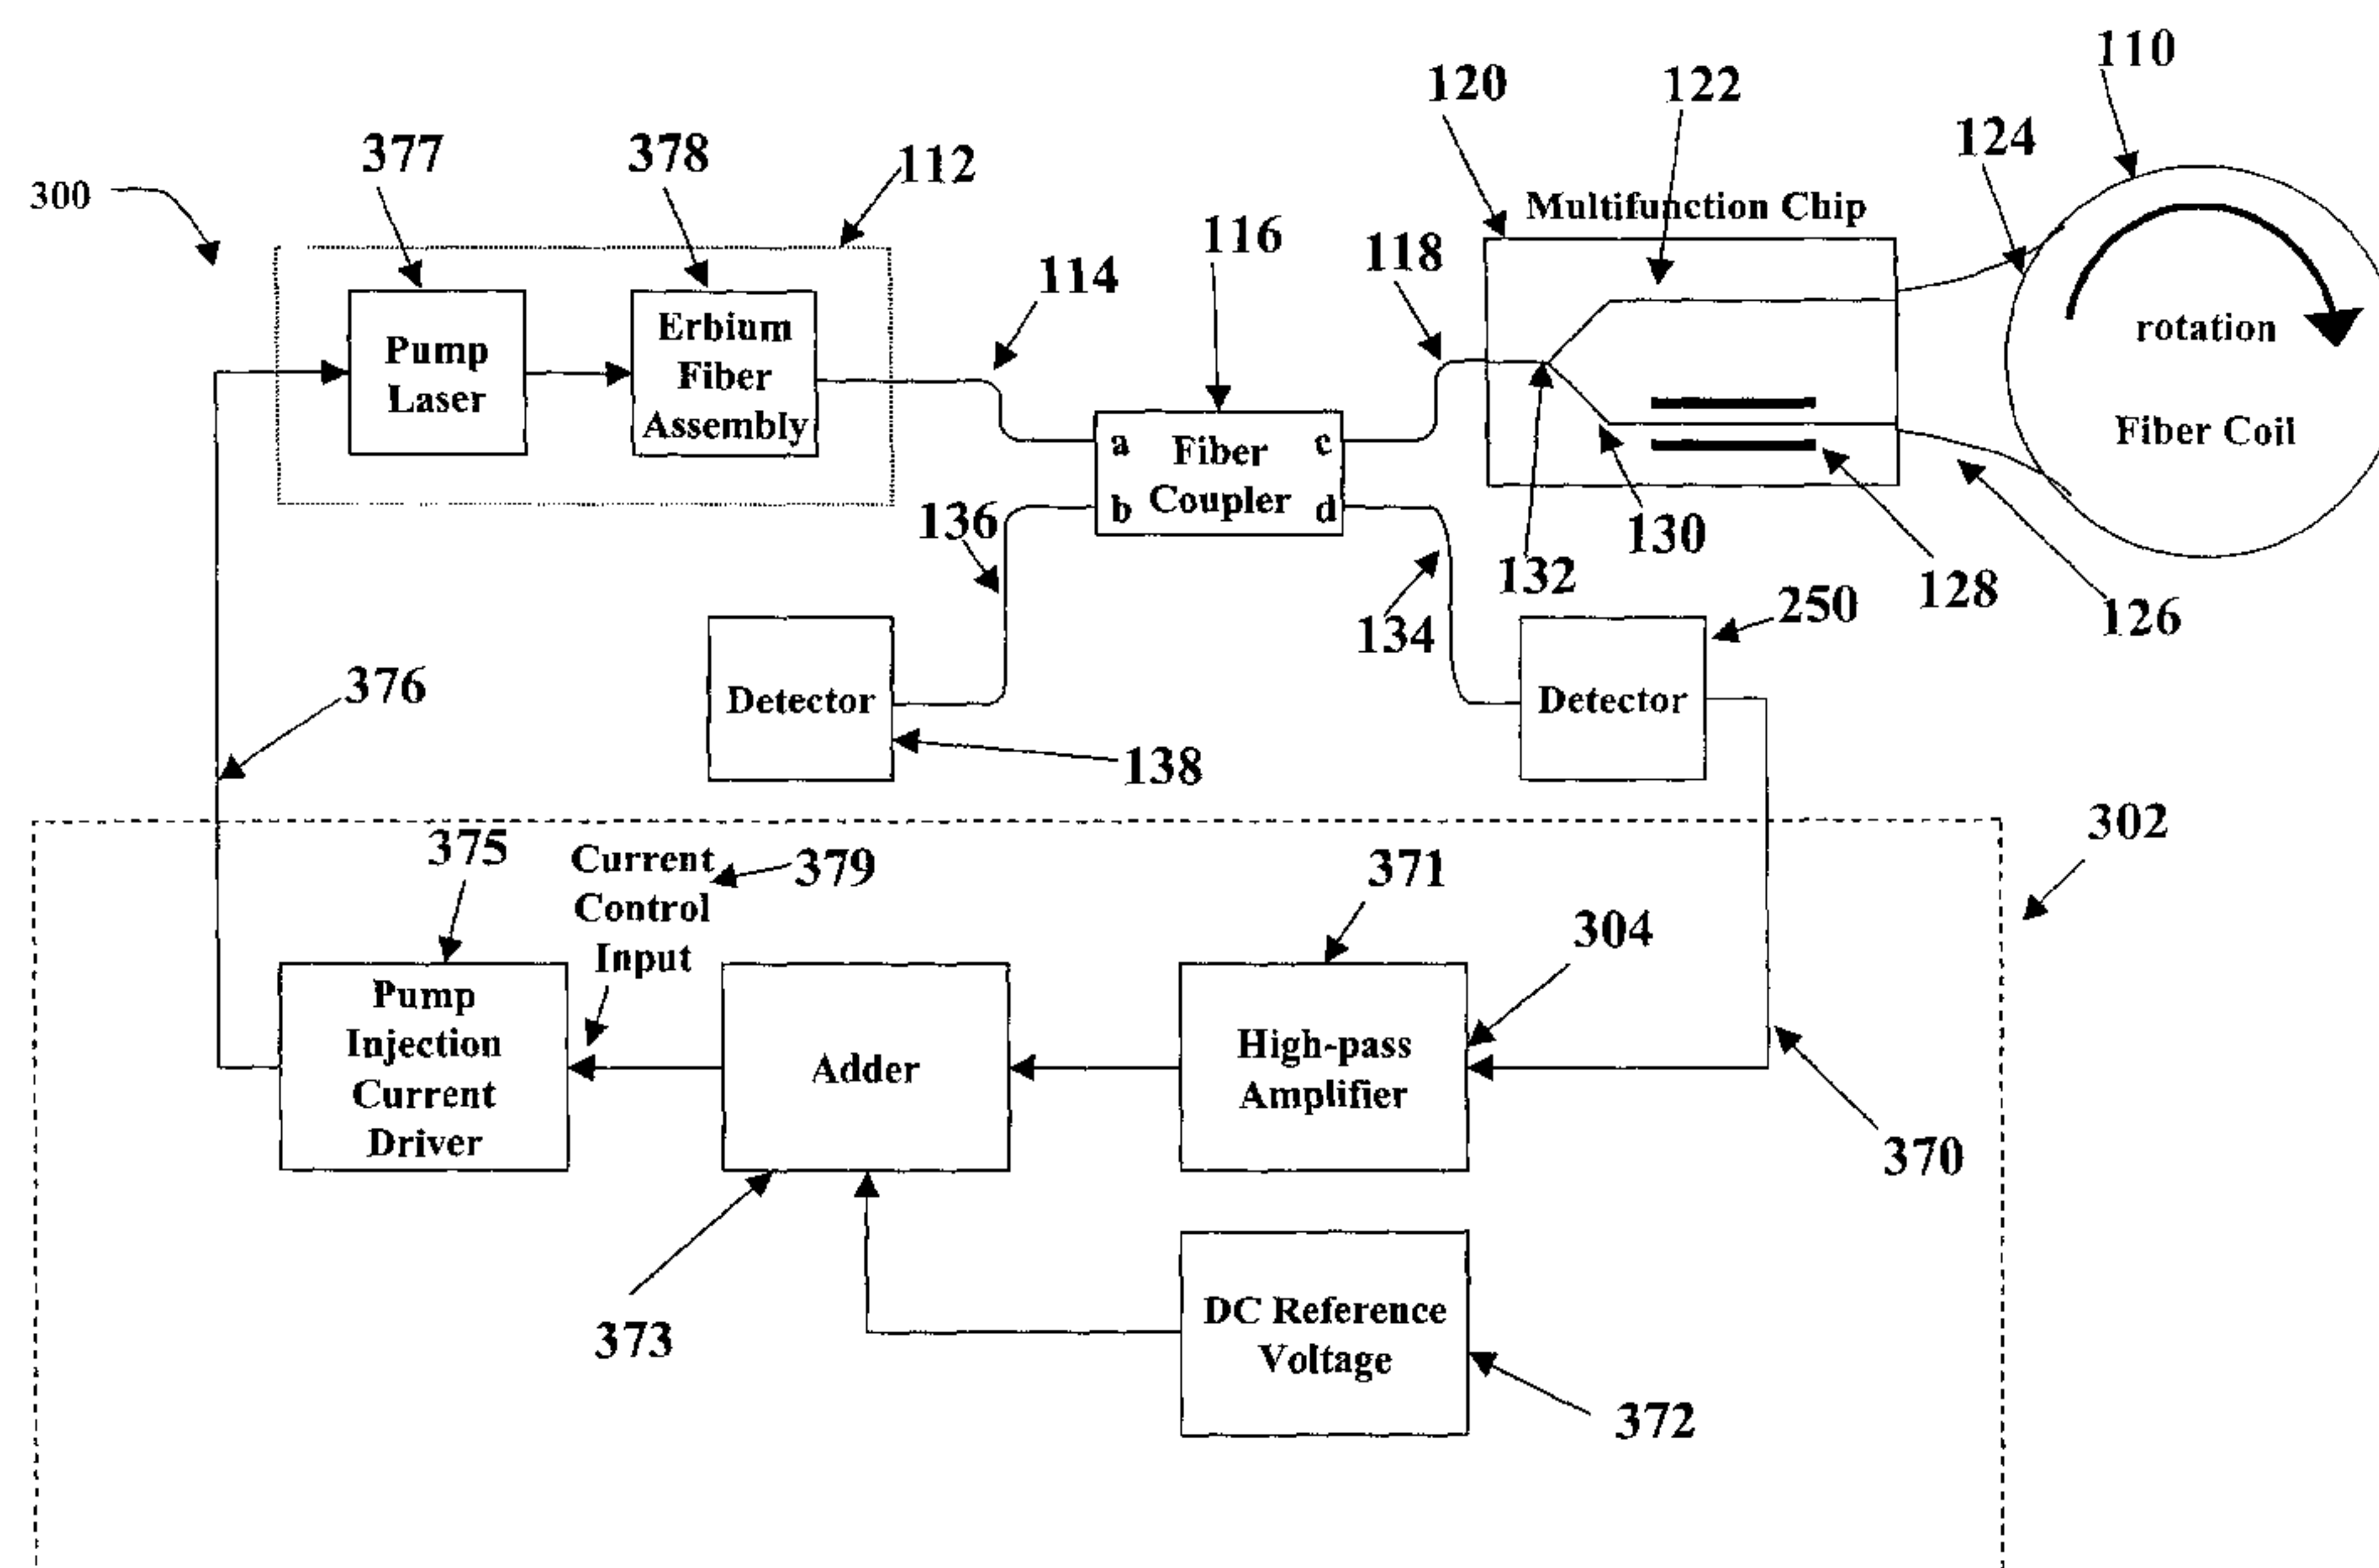 110
120
122
124
377
378
112
300
116
118
Multifunction Chip
114
Pump
Laser
Erbium
Fiber
Assembly
rotation
Fiber Coil
a
Fiber
c
b
Coupler
d
136
130
132
128
126
134
250
Detector
Detector
376
138
302
375
Current
Control
Input
379
371
304
Pump
Injection
Current
Driver
Adder
High-pass
Amplifier
370
373
DC Reference
Voltage
372